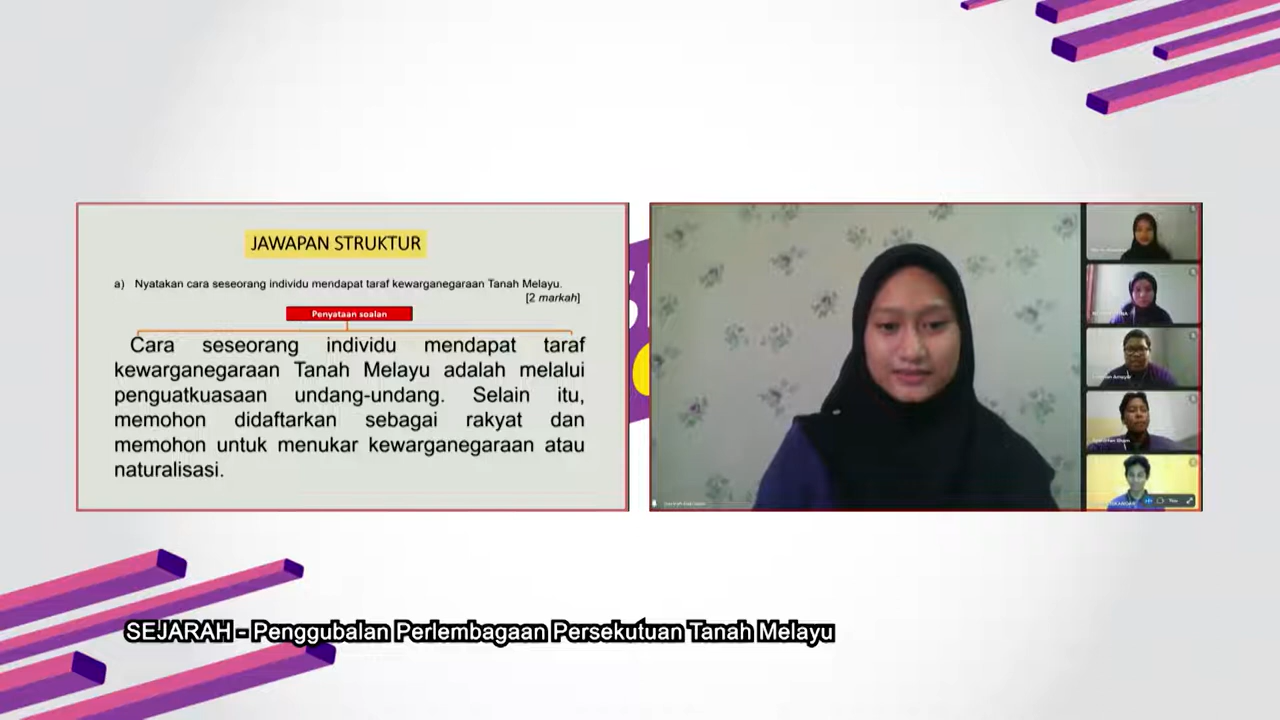 JAWAPAN STRUKTUR
a) Nyatakan cara seseorang individu mendapat taraf kewarganegaraan Tanah Melayu.
[2 markah]
Penyataan soalan
Cara seseorang individu mendapat taraf
kewarganegaraan Tanah Melayu adalah melalui
penguatkuasaan undang-undang. Selain itu,
memohon didaftarkan sebagai rakyat dan
memohon untuk menukar kewarganegaraan atau
naturalisasi.
SEJARAH - Penggubalan Perlembagaan Persekutuan Tanah Melayu